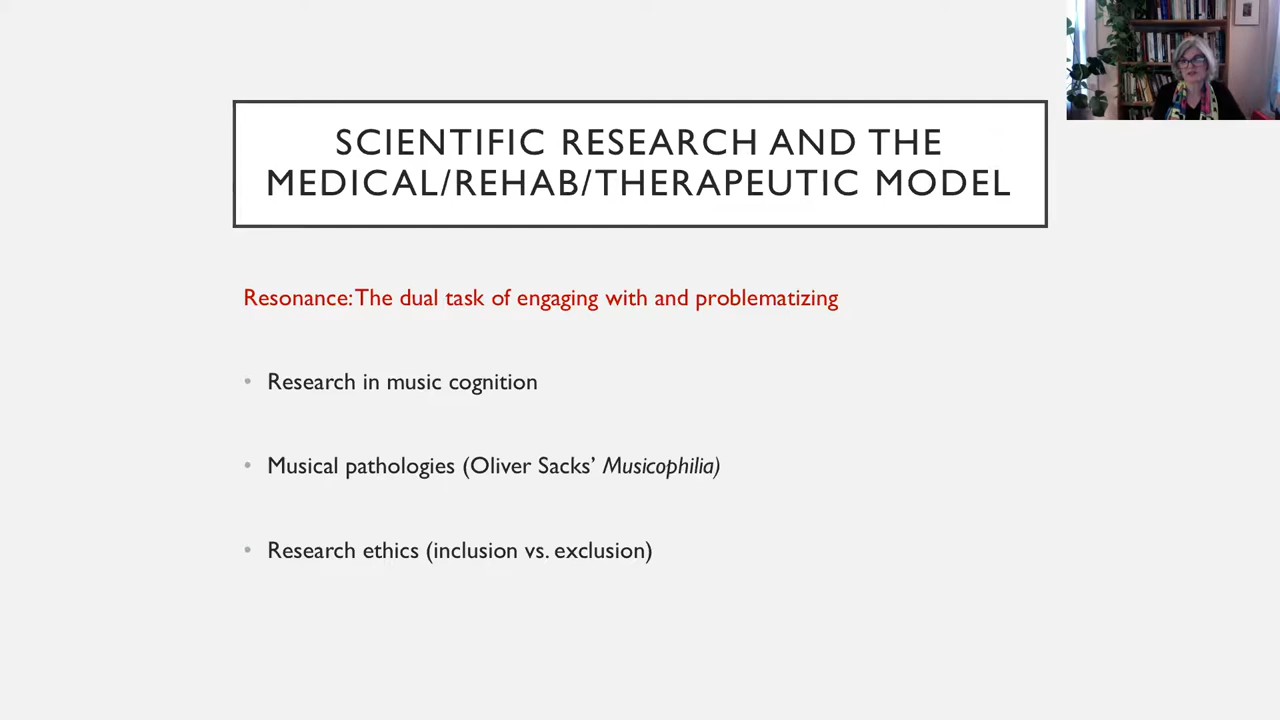 SCIENTIFIC RESEARCH AND THE
MEDICAL/REHAB/THERAPEUTIC MODEL
Resonance: The dual task of engaging with and problematizing
• Research in music cognition
• Musical pathologies (Oliver Sacks’ Musicophilia)
• Research ethics (inclusion vs. exclusion)